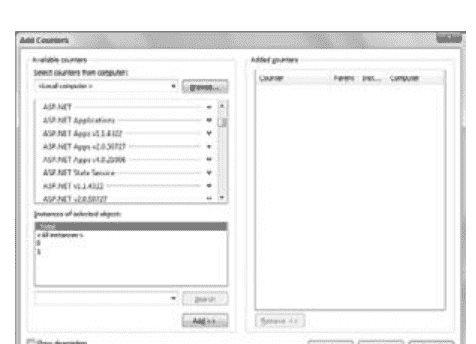 Add Counters
Available counters
Select counters from computer:
<Local computer>
Browse...
ASP.NET
ASP.NET Applications
ASP.NET Apps v1.1.4322
ASP.NET Apps v2.0.50727
ASP.NET Apps v4.0.21006
ASP.NET State Service
ASP.NET v1.1.4322
ASP.NET v2.0.50727
Instances of selected object:
_Total
<All instances>
0
1
Search
Add >>
Show description
Added counters
Counter Parent Inst... Computer
Remove <<